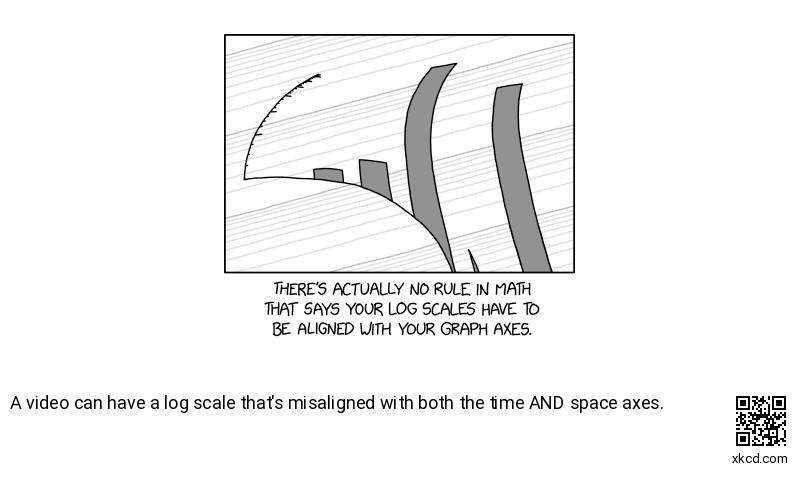 THERE'S ACTUALLY NO RULE IN MATH
THAT SAYS YOUR LOG SCALES HAVE TO
BE ALIGNED WITH YOUR GRAPH AXES.
A video can have a log scale that's misaligned with both the time AND space axes.
xkcd.com